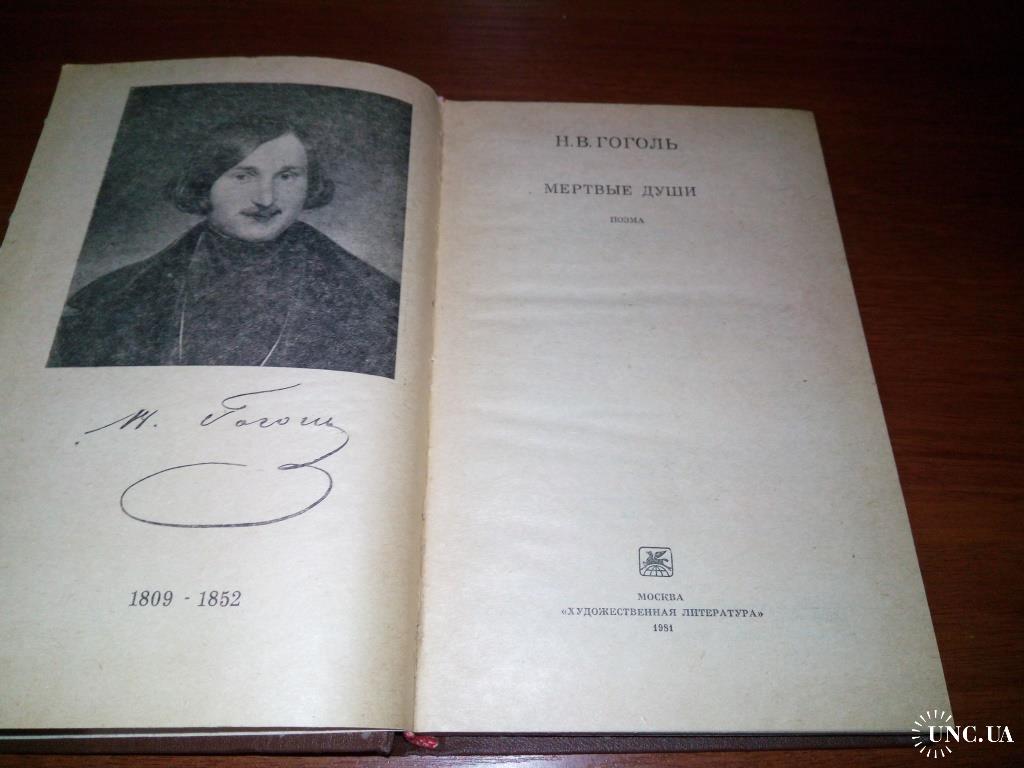 Н. Гоголь
1809 - 1852
Н. В. ГОГОЛЬ
МЕРТВЫЕ ДУШИ
ПОЭМА
МОСКВА
«ХУДОЖЕСТВЕННАЯ ЛИТЕРАТУРА»
1981
UNC.UA